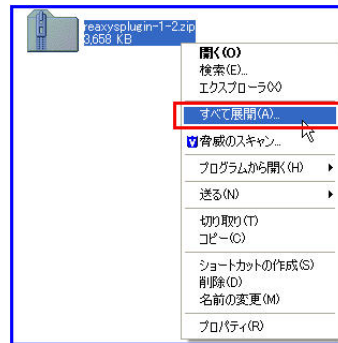 reaxysplugin-1-2.zip
3,658 KB
開く(O)
検索(E)...
エクスプローラ(X)
すべて展開(A)...
脅威のスキャン...
プログラムから開く(H)
送る(N)
切り取り(T)
コピー(C)
ショートカットの作成(S)
削除(D)
名前の変更(M)
プロパティ(R)